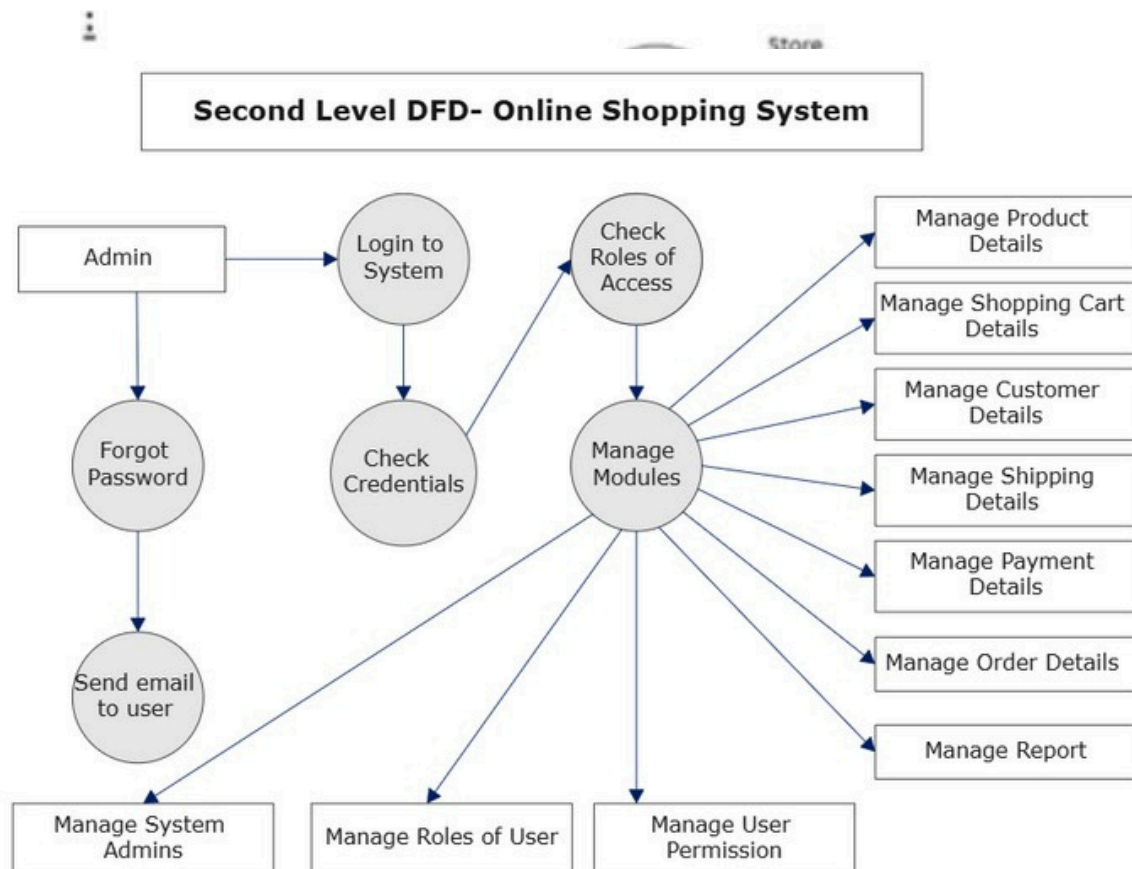 Store
Second Level DFD- Online Shopping System
Admin
Login to
System
Check
Roles of
Access
Manage Product
Details
Manage Shopping Cart
Details
Manage Customer
Details
Forgot
Password
Check
Credentials
Manage
Modules
Manage Shipping
Details
Manage Payment
Details
Manage Order Details
Send email
to user
Manage Report
Manage System
Admins
Manage Roles of User
Manage User
Permission